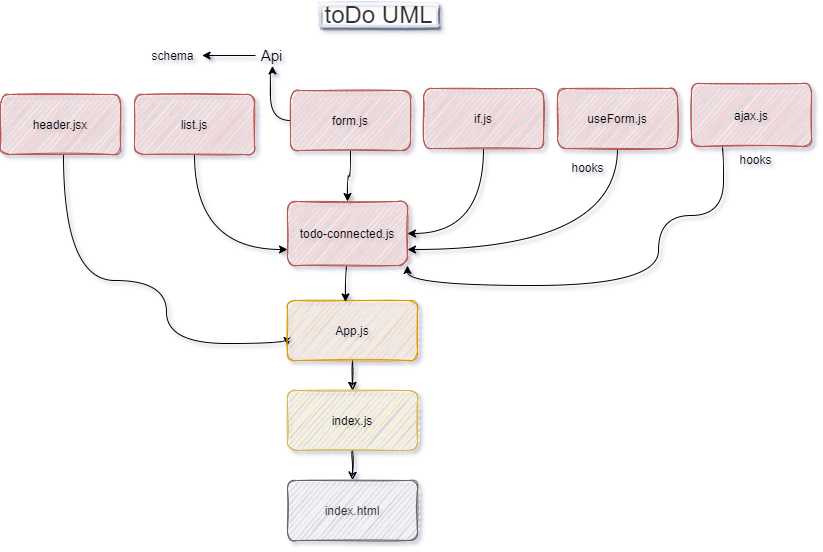 toDo UML
schema
Api
header.jsx
list.js
form.js
if.js
useForm.js
ajax.js
hooks
hooks
todo-connected.js
App.js
index.js
index.html